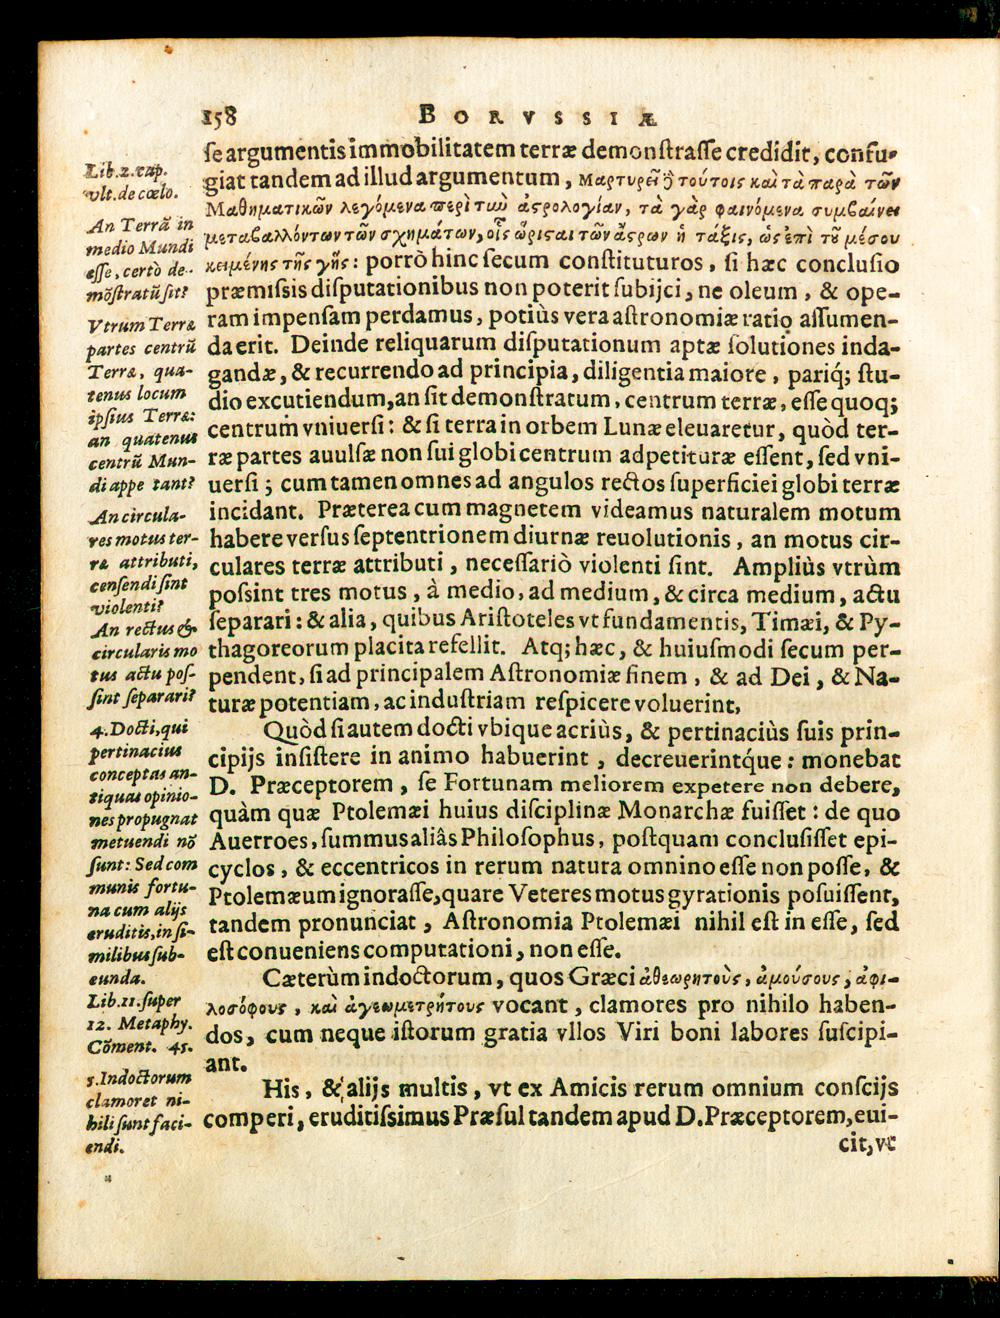 158 BORVSSIÆ
ſe argumentis immobilitatem terræ demonſtraſſe credidit, confu-
giat tandem ad illud argumentum, Μαρτυρεῖ δὲ τούτοις καὶ τὰ παρὰ τῶν
Μαθηματικῶν λεγόμενα περὶ τὴν ἀςρολογίαν, τὰ γὰρ φαινόμενα συμβαίνει
μεταβαλλόντων τῶν σχημάτων, οἷς ὥρισαι τῶν ἄςρων ἡ τάξις, ὡς ἐπὶ τοῦ μέσου
κειμένης τῆς γῆς: porrò hinc ſecum conſtituturos, ſi hæc concluſio
præmiſsis diſputationibus non poterit ſubijci, ne oleum, & ope-
ram impenſam perdamus, potiùs vera aſtronomiæ ratio aſſumen-
da erit. Deinde reliquarum diſputationum aptæ ſolutiones inda-
gandæ, & recurrendo ad principia, diligentia maiore, pariq́; ſtu-
dio excutiendum, an ſit demonſtratum, centrum terræ, eſſe quoq;
centrum vniuerſi: & ſi terra in orbem Lunæ eleuaretur, quòd ter-
ræ partes auulſæ non ſui globi centrum adpetituræ eſſent, ſed vni-
uerſi; cum tamen omnes ad angulos rectos ſuperficiei globi terræ
incidant. Præterea cum magnetem videamus naturalem motum
habere verſus ſeptentrionem diurnæ reuolutionis, an motus cir-
culares terræ attributi, neceſſariò violenti ſint. Ampliùs vtrùm
poſsint tres motus, à medio, ad medium, & circa medium, actu
ſeparari: & alia, quibus Ariſtoteles vt fundamentis, Timæi, & Py-
thagoreorum placita refellit. Atq; hæc, & huiuſmodi ſecum per-
pendent, ſi ad principalem Aſtronomiæ finem, & ad Dei, & Na-
turæ potentiam, ac induſtriam reſpicere voluerint,
Quòd ſi autem docti vbique acriùs, & pertinaciùs ſuis prin-
cipijs inſiſtere in animo habuerint, decreuerintq́ue: monebat
D. Præceptorem, ſe Fortunam meliorem expetere non debere,
quàm quæ Ptolemæi huius diſciplinæ Monarchæ fuiſſet: de quo
Auerroes, ſummus aliâs Philoſophus, poſtquam concluſiſſet epi-
cyclos, & eccentricos in rerum natura omnino eſſe non poſſe, &
Ptolemæum ignoraſſe, quare Veteres motus gyrationis poſuiſſent,
tandem pronunciat, Aſtronomia Ptolemæi nihil eſt in eſſe, ſed
eſt conueniens computationi, non eſſe.
Cæterùm indoctorum, quos Græci ἀθεωρητοὺς, ἀμούσους, ἀφι-
λοσόφους, καὶ ἀγεωμετρήτους vocant, clamores pro nihilo haben-
dos, cum neque iſtorum gratia vllos Viri boni labores ſuſcipi-
ant.
His, & alijs multis, vt ex Amicis rerum omnium conſcijs
comperi, eruditiſsimus Præſul tandem apud D. Præceptorem, eui-
cit, vt
Lib. 2. cap.
vlt. de cœlo.
An Terrã in
medio Mundi
eſſe, certò de-
mõſtratũ ſit?
Vtrum Terræ
partes centrũ
Terræ, qua-
tenus locum
ipſius Terræ:
an quatenus
centrũ Mun-
di appetant?
An circula-
res motus ter-
ræ attributi,
cenſendi ſint
violenti?
An rectus &
circularis mo
tus actu poſ-
ſint ſeparari?
4. Docti, qui
pertinacius
conceptas an-
tiquas opinio-
nes propugnat
metuendi nõ
ſunt: Sed com
munis fortu-
na cum alijs
eruditis, in ſi-
milibus ſub-
eunda.
Lib. 11. ſuper
12. Metaphy.
Cõment. 45.
5. Indoctorum
clamoret ni-
hili ſunt faci-
endi.